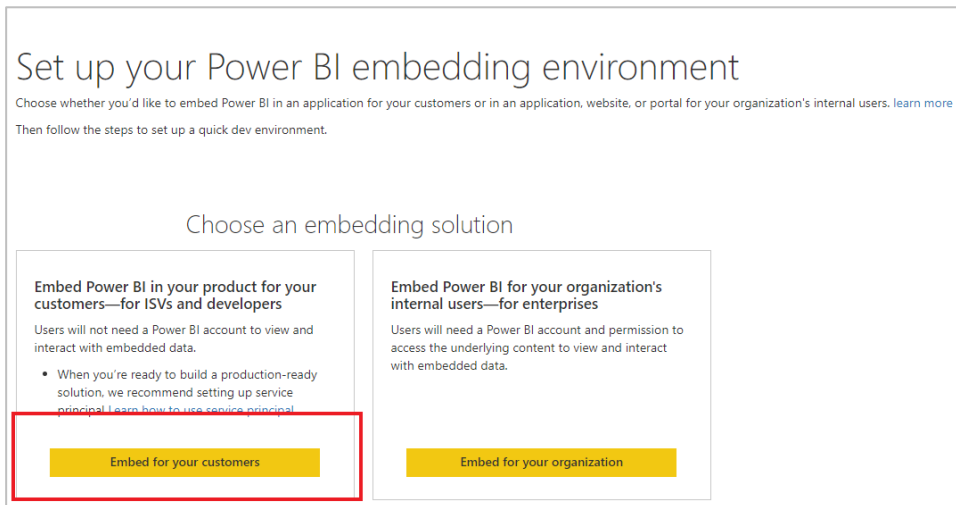 Set up your Power BI embedding environment
Choose whether you'd like to embed Power BI in an application for your customers or in an application, website, or portal for your organization's internal users. learn more
Then follow the steps to set up a quick dev environment.
Choose an embedding solution
Embed Power BI in your product for your
customers—for ISVs and developers
Users will not need a Power BI account to view and
interact with embedded data.
• When you're ready to build a production-ready
solution, we recommend setting up service
principal Learn how to use service principal
Embed for your customers
Embed Power BI for your organization's
internal users—for enterprises
Users will need a Power BI account and permission to
access the underlying content to view and interact
with embedded data.
Embed for your organization